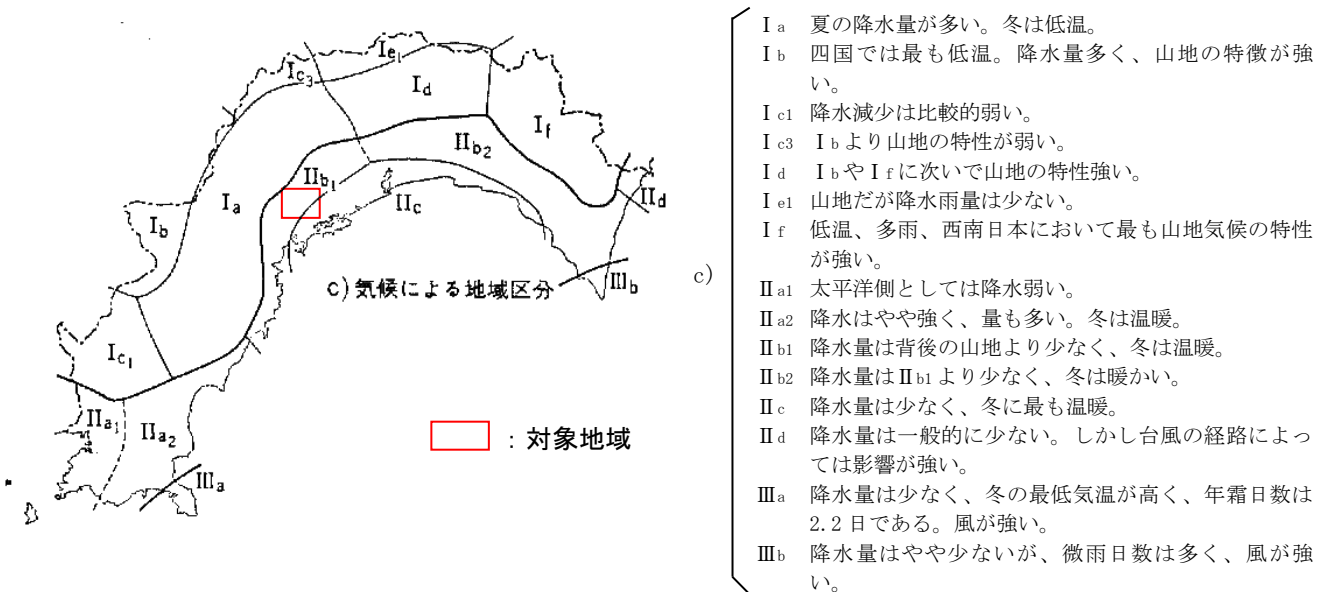 Ⅰe1
Ⅰc3
Ⅰd
Ⅰf
Ⅱb2
Ⅱb1
Ⅰa
Ⅱd
Ⅱc
Ⅰb
Ⅲb
C)気候による地域区分
Ⅰc1
Ⅱa1
Ⅱa2
Ⅲa
:対象地域
c)
Ⅰa 夏の降水量が多い。冬は低温。
Ⅰb 四国では最も低温。降水量多く、山地の特徴が強
い。
Ⅰc1 降水減少は比較的弱い。
Ⅰc3 Ⅰbより山地の特性が弱い。
Ⅰd ⅠbやⅠfに次いで山地の特性強い。
Ⅰe1 山地だが降水雨量は少ない。
Ⅰf 低温、多雨、西南日本において最も山地気候の特性
が強い。
Ⅱa1 太平洋側としては降水弱い。
Ⅱa2 降水はやや強く、量も多い。冬は温暖。
Ⅱb1 降水量は背後の山地より少なく、冬は温暖。
Ⅱb2 降水量はⅡb1より少なく、冬は暖かい。
Ⅱc 降水量は少なく、冬に最も温暖。
Ⅱd 降水量は一般的に少ない。しかし台風の経路によっ
ては影響が強い。
Ⅲa 降水量は少なく、冬の最低気温が高く、年霜日数は
2.2日である。風が強い。
Ⅲb 降水量はやや少ないが、微雨日数は多く、風が強
い。